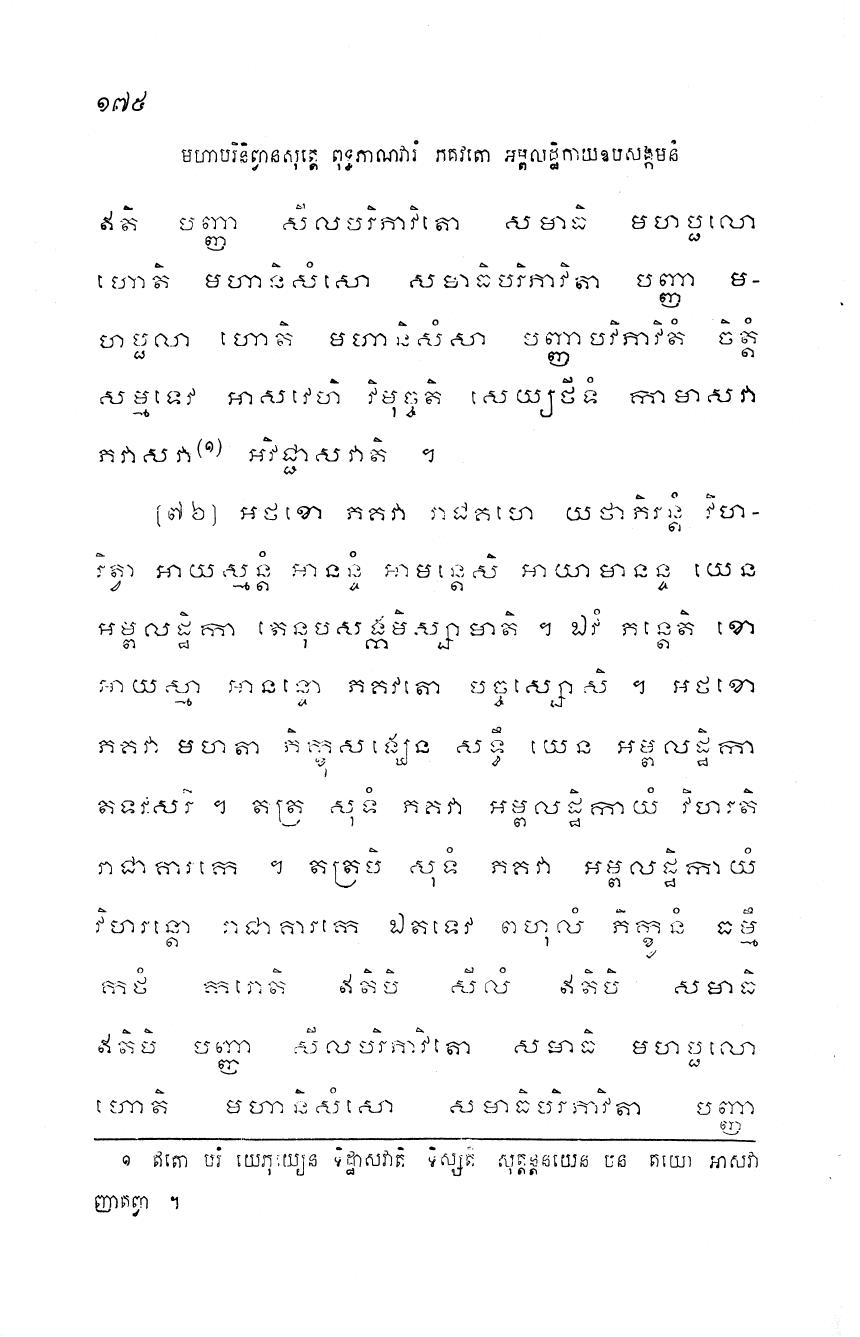 ១៧៥
មហាបរិនិព្វានសុត្តេ ពុទ្ធភាណវារំ ភគវតោ អម្ពលដ្ឋិកាយឧបសង្កមនំ
ឥតិ បញ្ញា សីលបរិភាវិតោ សមាធិ មហប្ផលោ
ហោតិ មហានិសំសោ សមាធិបរិភាវិតា បញ្ញា ម-
ហប្ផលា ហោតិ មហានិសំសា បញ្ញាបរិភាវិតំ ចិត្តំ
សម្មទេវ អាសវេហិ វិមុច្ចតិ សេយ្យថីទំ កាមាសវា
ភវាសវា(១) អវិជ្ជាសវាតិ ។
[៧៦] អថខោ ភគវា រាជគហេ យថាភិរន្តំ វិហ-
រិត្វា អាយស្មន្តំ អានន្ទំ អាមន្តេសិ អាយាមានន្ទ យេន
អម្ពលដ្ឋិកា តេនុបសង្កមិស្សាមាតិ ។ ឯវំ ភន្តេតិ ខោ
អាយស្មា អានន្ទោ ភគវតោ បច្ចស្សោសិ ។ អថខោ
ភគវា មហតា ភិក្ខុសង្ឃេន សទ្ធឹ យេន អម្ពលដ្ឋិកា
តទវសរិ ។ តត្រ សុទំ ភគវា អម្ពលដ្ឋិកាយំ វិហរតិ
រាជាគារកេ ។ តត្របិ សុទំ ភគវា អម្ពលដ្ឋិកាយំ
វិហរន្តោ រាជាគារកេ ឯតទេវ ពហុលំ ភិក្ខូនំ ធម្មឹ
កថំ ករោតិ ឥតិបិ សីលំ ឥតិបិ សមាធិ
ឥតិបិ បញ្ញា សីលបរិភាវិតោ សមាធិ មហប្ផលោ
ហោតិ មហានិសំសោ សមាធិបរិភាវិតា បញ្ញា
១ ឥតោ បរំ យេភុយ្យេន ទិដ្ឋាសវាតិ ទិស្សតិ សុត្តន្តនយេន បន តយោ អាសវា
ញាតព្វា ។